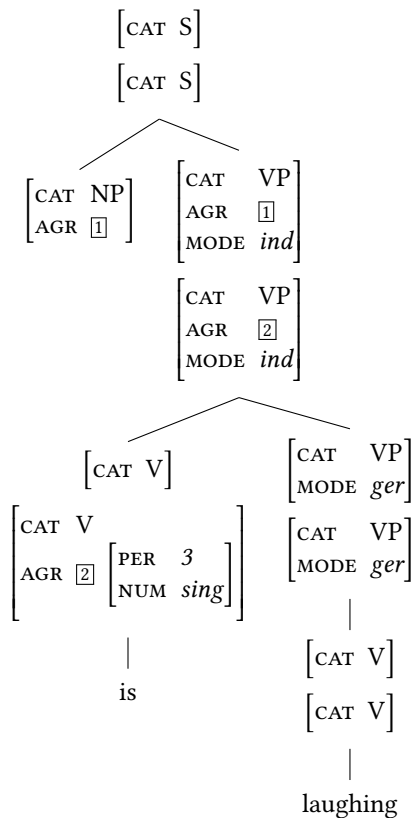 [CAT S]
[CAT S]
[CAT NP
AGR 1]
[CAT VP
AGR 1
MODE ind]
[CAT VP
AGR 2
MODE ind]
[CAT V]
[CAT V
AGR 2 [PER 3
NUM sing]]
is
[CAT VP
MODE ger]
[CAT VP
MODE ger]
[CAT V]
[CAT V]
laughing